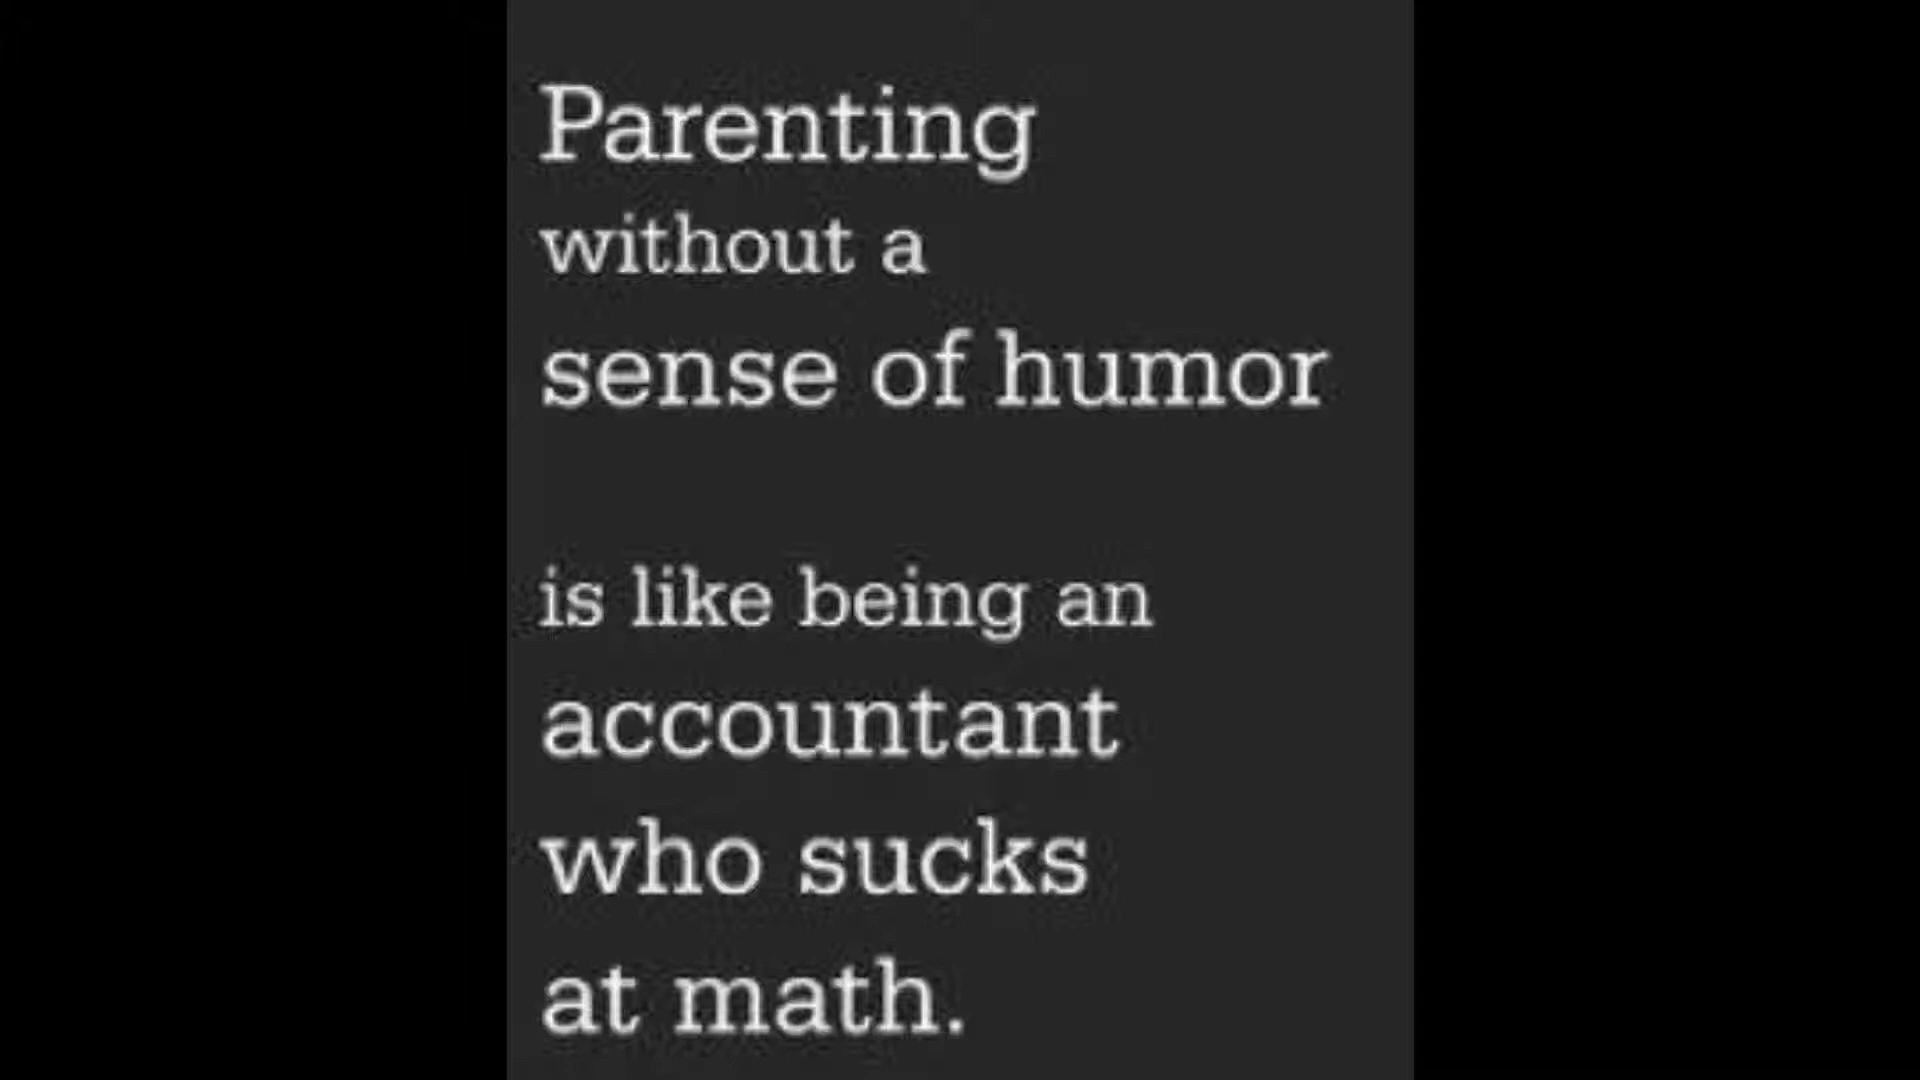 Parenting
without a
sense of humor
is like being an
accountant
who sucks
at math.